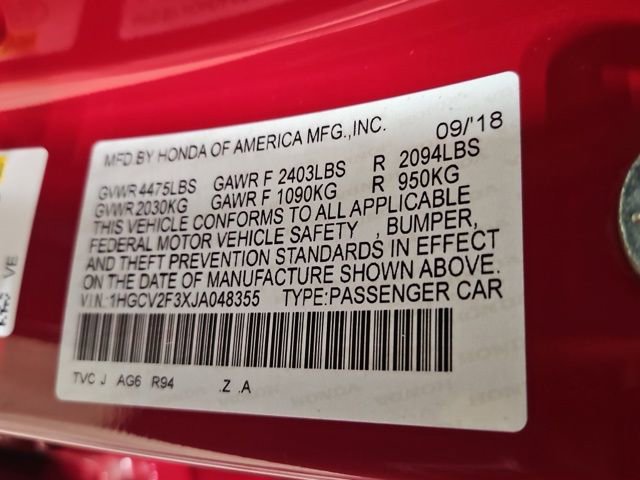 MFD.BY HONDA OF AMERICA MFG.,INC. 09/'18
GVWR 4475LBS GAWR F 2403LBS R 2094LBS
GVWR 2030KG GAWR F 1090KG R 950KG
THIS VEHICLE CONFORMS TO ALL APPLICABLE
FEDERAL MOTOR VEHICLE SAFETY , BUMPER,
AND THEFT PREVENTION STANDARDS IN EFFECT
ON THE DATE OF MANUFACTURE SHOWN ABOVE.
VIN:1HGCV2F3XJA048355 TYPE:PASSENGER CAR
TVC J AG6 R94 .Z .A
VE